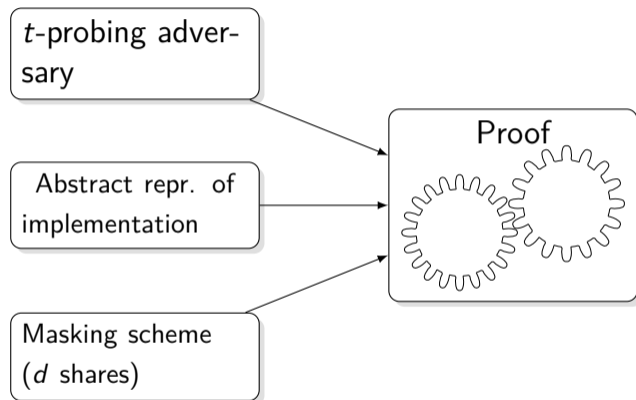 t-probing adver-
sary
Proof
Abstract repr. of
implementation
Masking scheme
(d shares)